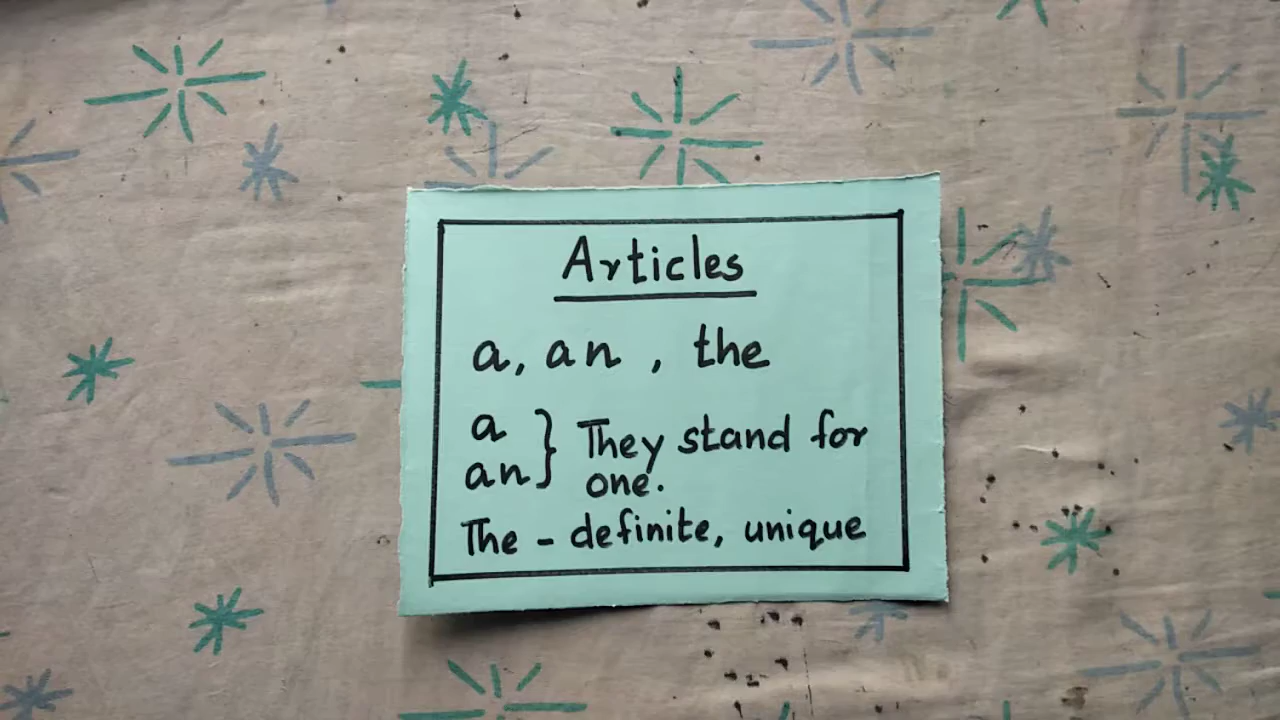 Articles
a, an, the
a
an } They stand for
one.
The - definite, unique